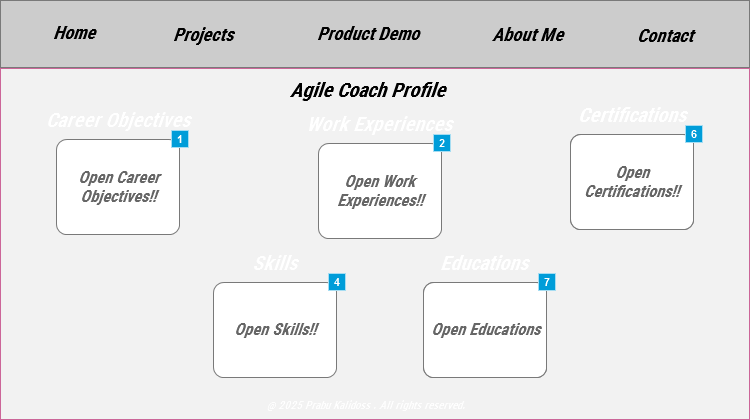 Home Projects Product Demo About Me Contact
Agile Coach Profile
Career Objectives Work Experiences Certifications
1 2 6
Open Career
Objectives!!
Open Work
Experiences!!
Open
Certifications!!
Skills Educations
4 7
Open Skills!! Open Educations
@ 2025 Prabu Kalidoss . All rights reserved.